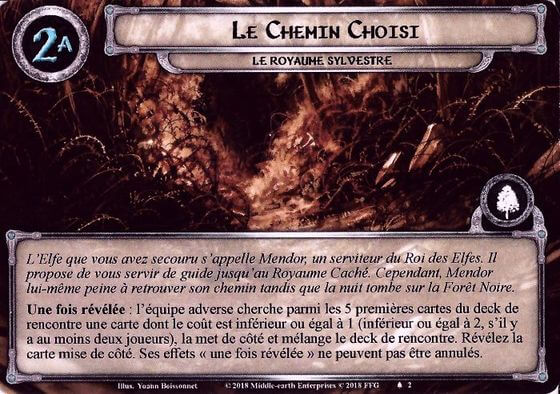 2A
LE CHEMIN CHOISI
LE ROYAUME SYLVESTRE
L'Elfe que vous avez secouru s'appelle Mendor, un serviteur du Roi des Elfes. Il
propose de vous servir de guide jusqu'au Royaume Caché. Cependant, Mendor
lui-même peine à retrouver son chemin tandis que la nuit tombe sur la Forêt Noire.
Une fois révélée : l'équipe adverse cherche parmi les 5 premières cartes du deck de
rencontre une carte dont le coût est inférieur ou égal à 1 (inférieur ou égal à 2, s'il y
a au moins deux joueurs), la met de côté et mélange le deck de rencontre. Révélez la
carte mise de côté. Ses effets « une fois révélée » ne peuvent pas être annulés.
Illus. Yoann Boissonnet ©2018 Middle-earth Enterprises ©2018 FFG 2